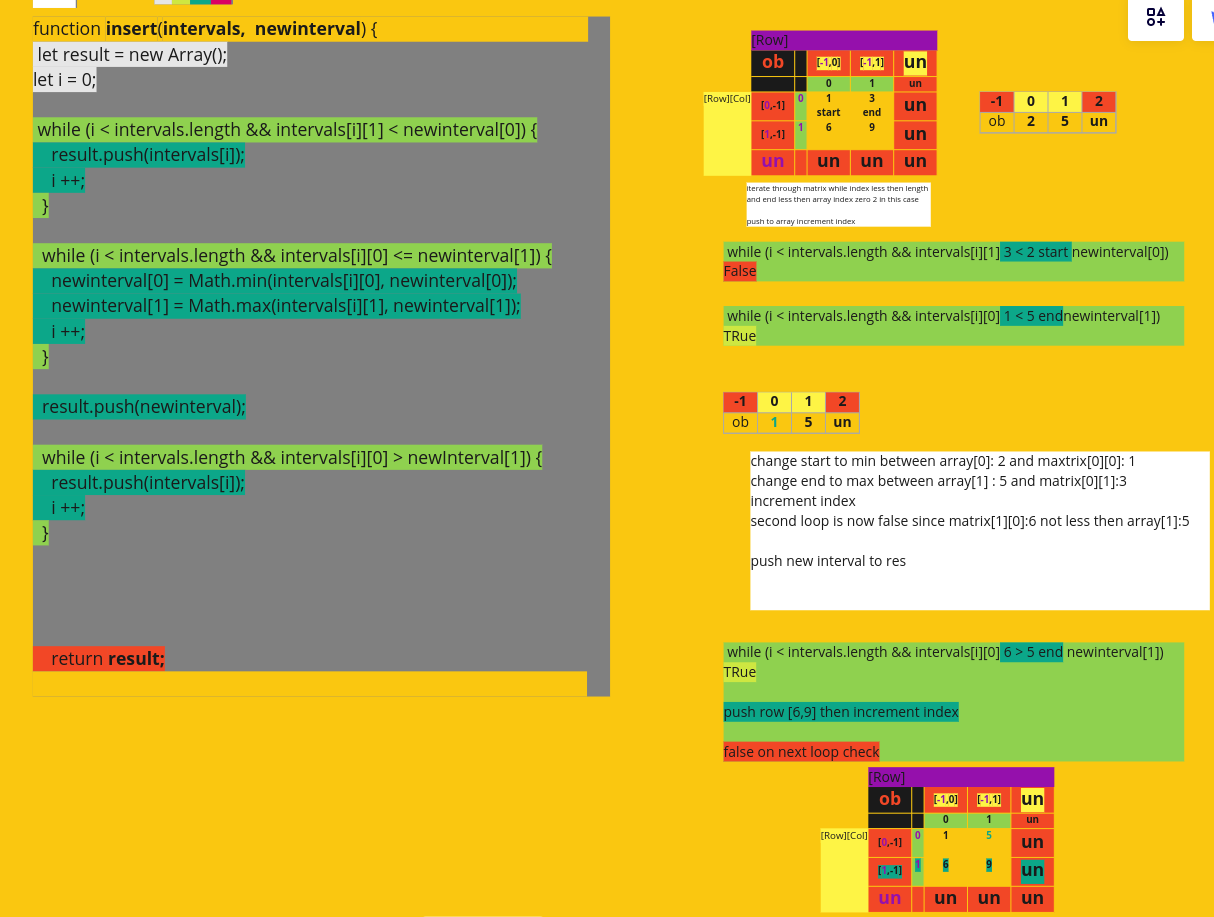 function insert(intervals,  newinterval) {
let result = new Array();
let i = 0;
while (i < intervals.length && intervals[i][1] < newinterval[0]) {
result.push(intervals[i]);
i ++;
}
while (i < intervals.length && intervals[i][0] <= newinterval[1]) {
newinterval[0] = Math.min(intervals[i][0], newinterval[0]);
newinterval[1] = Math.max(intervals[i][1], newinterval[1]);
i ++;
}
result.push(newinterval);
while (i < intervals.length && intervals[i][0] > newInterval[1]) {
result.push(intervals[i]);
i ++;
}
return result;
[Row]
ob [-1,0] [-1,1] un
0 1 un
[Row][Col] [0,-1] 0 1 3 un
start end
[1,-1] 1 6 9 un
un un un un
-1 0 1 2
ob 2 5 un
iterate through matrix while index less then length
and end less then array index zero 2 in this case
push to array increment index
while (i < intervals.length && intervals[i][1] 3 < 2 start newinterval[0])
False
while (i < intervals.length && intervals[i][0] 1 < 5 endnewinterval[1])
TRue
-1 0 1 2
ob 1 5 un
change start to min between array[0]: 2 and maxtrix[0][0]: 1
change end to max between array[1] : 5 and matrix[0][1]:3
increment index
second loop is now false since matrix[1][0]:6 not less then array[1]:5
push new interval to res
while (i < intervals.length && intervals[i][0] 6 > 5 end newinterval[1])
TRue
push row [6,9] then increment index
false on next loop check
[Row]
ob [-1,0] [-1,1] un
0 1 un
[Row][Col] [0,-1] 0 1 5 un
[1,-1] 1 6 9 un
un un un un